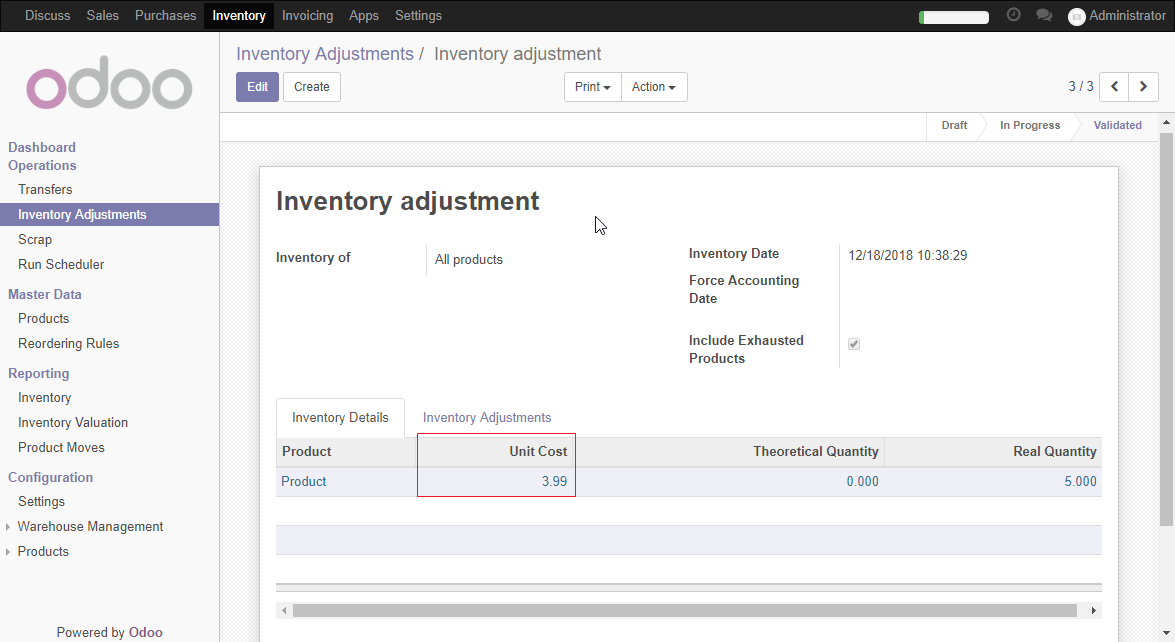 Discuss Sales Purchases Inventory Invoicing Apps Settings Administrator
odoo
Dashboard
Operations
Transfers
Inventory Adjustments
Scrap
Run Scheduler
Master Data
Products
Reordering Rules
Reporting
Inventory
Inventory Valuation
Product Moves
Configuration
Settings
Warehouse Management
Products
Powered by Odoo
Inventory Adjustments / Inventory adjustment
Edit Create Print Action 3 / 3
Draft In Progress Validated
Inventory adjustment
Inventory of All products
Inventory Date 12/18/2018 10:38:29
Force Accounting
Date
Include Exhausted
Products
Inventory Details Inventory Adjustments
Product Unit Cost Theoretical Quantity Real Quantity
Product 3.99 0.000 5.000